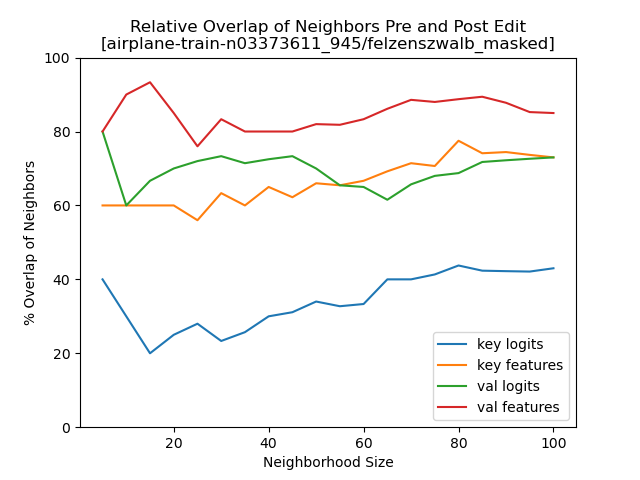 Relative Overlap of Neighbors Pre and Post Edit
[airplane-train-n03373611_945/felzenszwalb_masked]
100
80
60
40
20
0
% Overlap of Neighbors
key logits
key features
val logits
val features
20 40 60 80 100
Neighborhood Size